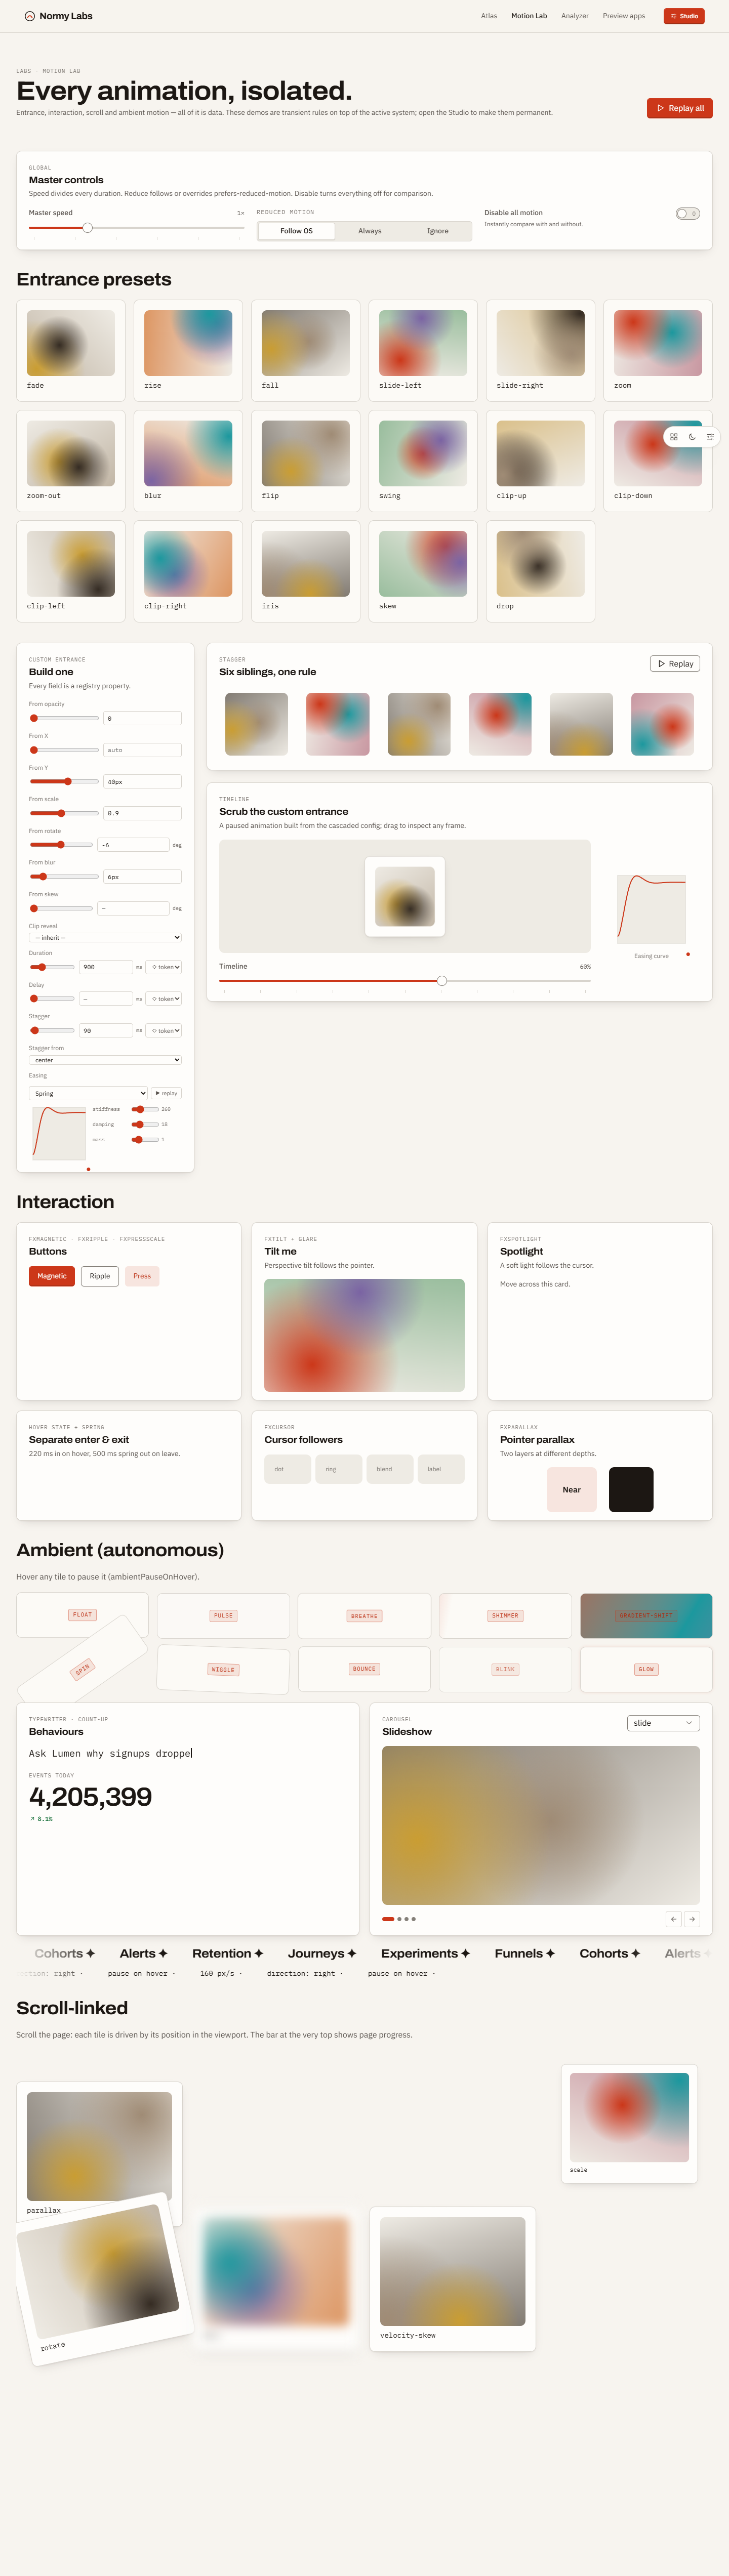 Normy Labs
Atlas Motion Lab Analyzer Preview apps Studio
LABS · MOTION LAB
Every animation, isolated.
Entrance, interaction, scroll and ambient motion — all of it is data. These demos are transient rules on top of the active system; open the Studio to make them permanent.
Replay all
GLOBAL
Master controls
Speed divides every duration. Reduce follows or overrides prefers-reduced-motion. Disable turns everything off for comparison.
Master speed 1×
REDUCED MOTION
Follow OS Always Ignore
Disable all motion
Instantly compare with and without.
Entrance presets
fade rise fall slide-left slide-right zoom
zoom-out blur flip swing clip-up clip-down
clip-left clip-right iris skew drop
CUSTOM ENTRANCE
Build one
Every field is a registry property.
From opacity
0
From X
auto
From Y
40px
From scale
0.9
From rotate
-6 deg
From blur
6px
From skew
— deg
Clip reveal
— inherit —
Duration
900 ms ◇ token
Delay
— ms ◇ token
Stagger
90 ms ◇ token
Stagger from
center
Easing
Spring ▶ replay
stiffness 260
damping 18
mass 1
STAGGER
Six siblings, one rule
Replay
TIMELINE
Scrub the custom entrance
A paused animation built from the cascaded config; drag to inspect any frame.
Timeline 60%
Easing curve
Interaction
FXMAGNETIC · FXRIPPLE · FXPRESSSCALE
Buttons
Magnetic Ripple Press
FXTILT + GLARE
Tilt me
Perspective tilt follows the pointer.
FXSPOTLIGHT
Spotlight
A soft light follows the cursor.
Move across this card.
HOVER STATE + SPRING
Separate enter & exit
220 ms in on hover, 500 ms spring out on leave.
FXCURSOR
Cursor followers
dot ring blend label
FXPARALLAX
Pointer parallax
Two layers at different depths.
Near
Ambient (autonomous)
Hover any tile to pause it (ambientPauseOnHover).
FLOAT PULSE BREATHE SHIMMER GRADIENT-SHIFT
SPIN WIGGLE BOUNCE BLINK GLOW
TYPEWRITER · COUNT-UP
Behaviours
Ask Lumen why signups droppe
EVENTS TODAY
4,205,399
↗ 8.1%
CAROUSEL
Slideshow
slide
← →
Cohorts ✦ Alerts ✦ Retention ✦ Journeys ✦ Experiments ✦ Funnels ✦ Cohorts ✦ Alerts ✦
ction: right · pause on hover · 160 px/s · direction: right · pause on hover ·
Scroll-linked
Scroll the page: each tile is driven by its position in the viewport. The bar at the very top shows page progress.
scale
parallax
rotate
velocity-skew